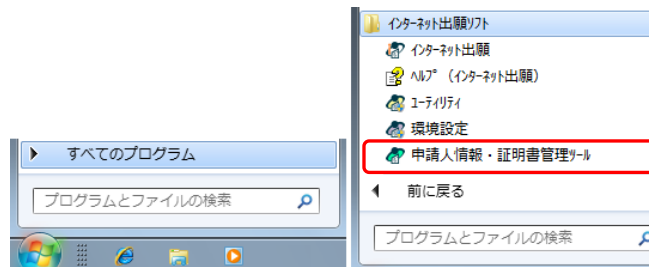 すべてのプログラム
プログラムとファイルの検索
インターネット出願ソフト
インターネット出願
ヘルプ (インターネット出願)
ユーティリティ
環境設定
申請人情報・証明書管理ツール
前に戻る
プログラムとファイルの検索